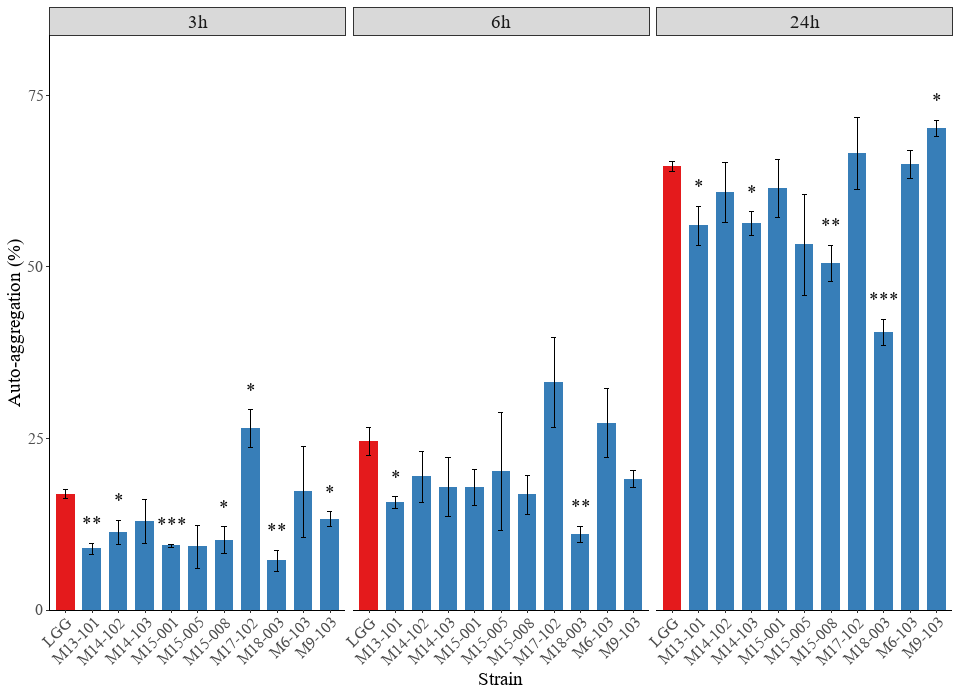 3h 6h 24h
Auto-aggregation (%)
75
50
25
0
** * *** * * ** *
* **
* * ** *** *
LGG M13-101 M14-102 M14-103 M15-001 M15-005 M15-008 M17-102 M18-003 M6-103 M9-103
LGG M13-101 M14-102 M14-103 M15-001 M15-005 M15-008 M17-102 M18-003 M6-103 M9-103
LGG M13-101 M14-102 M14-103 M15-001 M15-005 M15-008 M17-102 M18-003 M6-103 M9-103
Strain